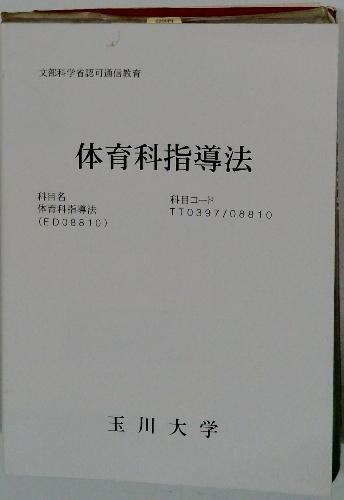 文部科学省認可通信教育
体育科指導法
科目名
体育科指導法
(ED08810)
科目コード
TT0397/08810
玉川大学